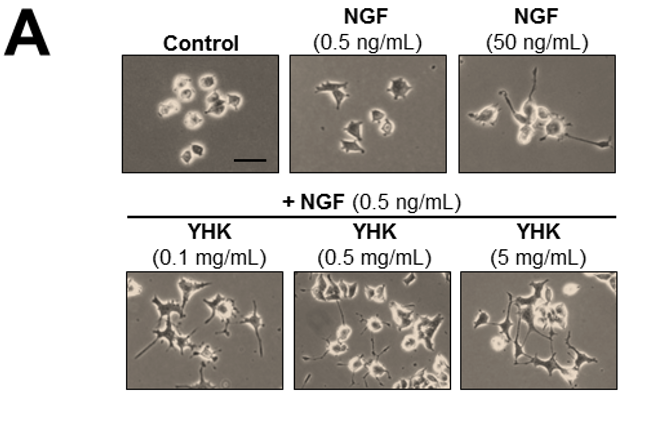 A
Control
NGF
(0.5 ng/mL)
NGF
(50 ng/mL)
+ NGF (0.5 ng/mL)
YHK
(0.1 mg/mL)
YHK
(0.5 mg/mL)
YHK
(5 mg/mL)